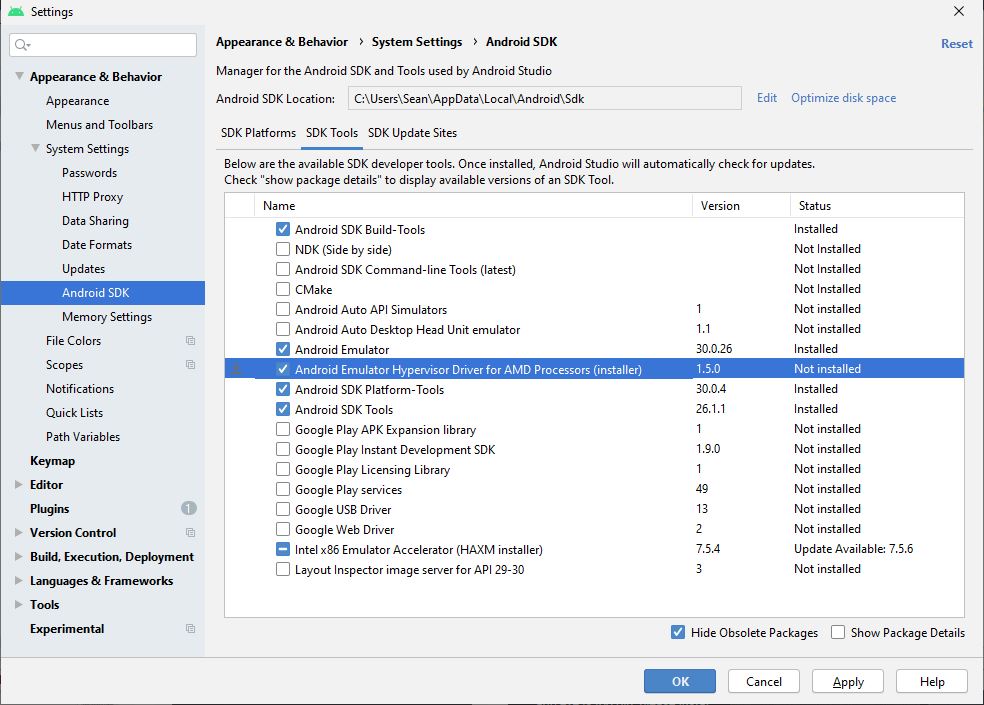 Settings
Appearance & Behavior › System Settings › Android SDK
Reset
Manager for the Android SDK and Tools used by Android Studio
Android SDK Location: C:\Users\Sean\AppData\Local\Android\Sdk Edit Optimize disk space
SDK Platforms SDK Tools SDK Update Sites
Below are the available SDK developer tools. Once installed, Android Studio will automatically check for updates.
Check "show package details" to display available versions of an SDK Tool.
Appearance & Behavior
Appearance
Menus and Toolbars
System Settings
Passwords
HTTP Proxy
Data Sharing
Date Formats
Updates
Android SDK
Memory Settings
File Colors
Scopes
Notifications
Quick Lists
Path Variables
Keymap
Editor
Plugins 1
Version Control
Build, Execution, Deployment
Languages & Frameworks
Tools
Experimental
Name Version Status
Android SDK Build-Tools Installed
NDK (Side by side) Not Installed
Android SDK Command-line Tools (latest) Not Installed
CMake Not Installed
Android Auto API Simulators 1 Not installed
Android Auto Desktop Head Unit emulator 1.1 Not installed
Android Emulator 30.0.26 Installed
Android Emulator Hypervisor Driver for AMD Processors (installer) 1.5.0 Not installed
Android SDK Platform-Tools 30.0.4 Installed
Android SDK Tools 26.1.1 Installed
Google Play APK Expansion library 1 Not installed
Google Play Instant Development SDK 1.9.0 Not installed
Google Play Licensing Library 1 Not installed
Google Play services 49 Not installed
Google USB Driver 13 Not installed
Google Web Driver 2 Not installed
Intel x86 Emulator Accelerator (HAXM installer) 7.5.4 Update Available: 7.5.6
Layout Inspector image server for API 29-30 3 Not installed
Hide Obsolete Packages Show Package Details
OK Cancel Apply Help